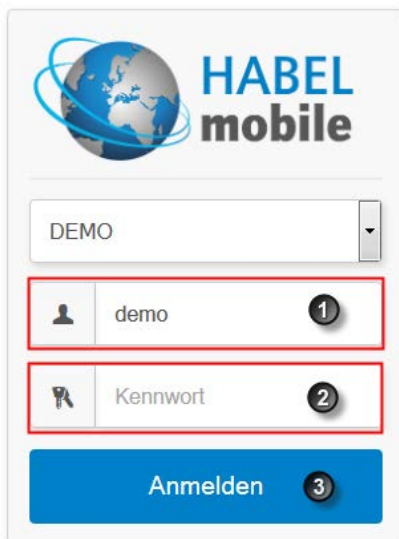 HABEL
mobile
DEMO
demo 1
Kennwort 2
Anmelden 3